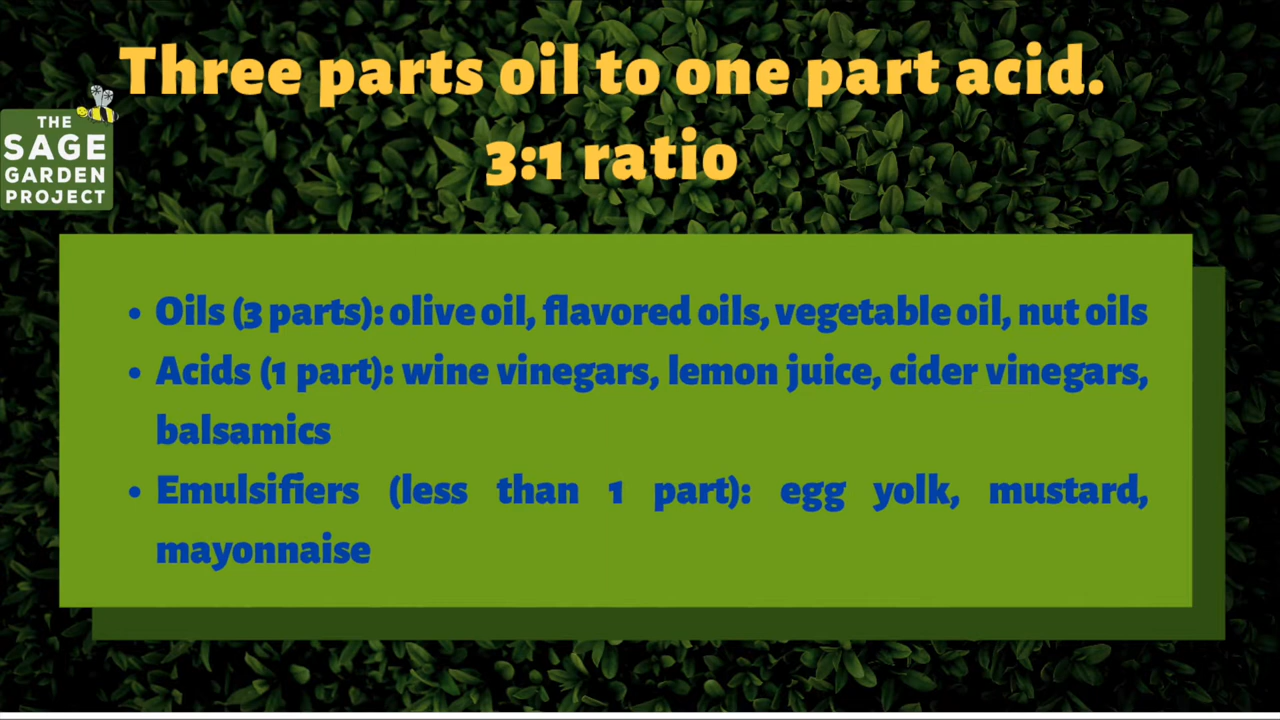 Three parts oil to one part acid.
3:1 ratio
THE
SAGE
GARDEN
PROJECT
• Oils (3 parts): olive oil, flavored oils, vegetable oil, nut oils
• Acids (1 part): wine vinegars, lemon juice, cider vinegars,
balsamics
• Emulsifiers (less than 1 part): egg yolk, mustard,
mayonnaise